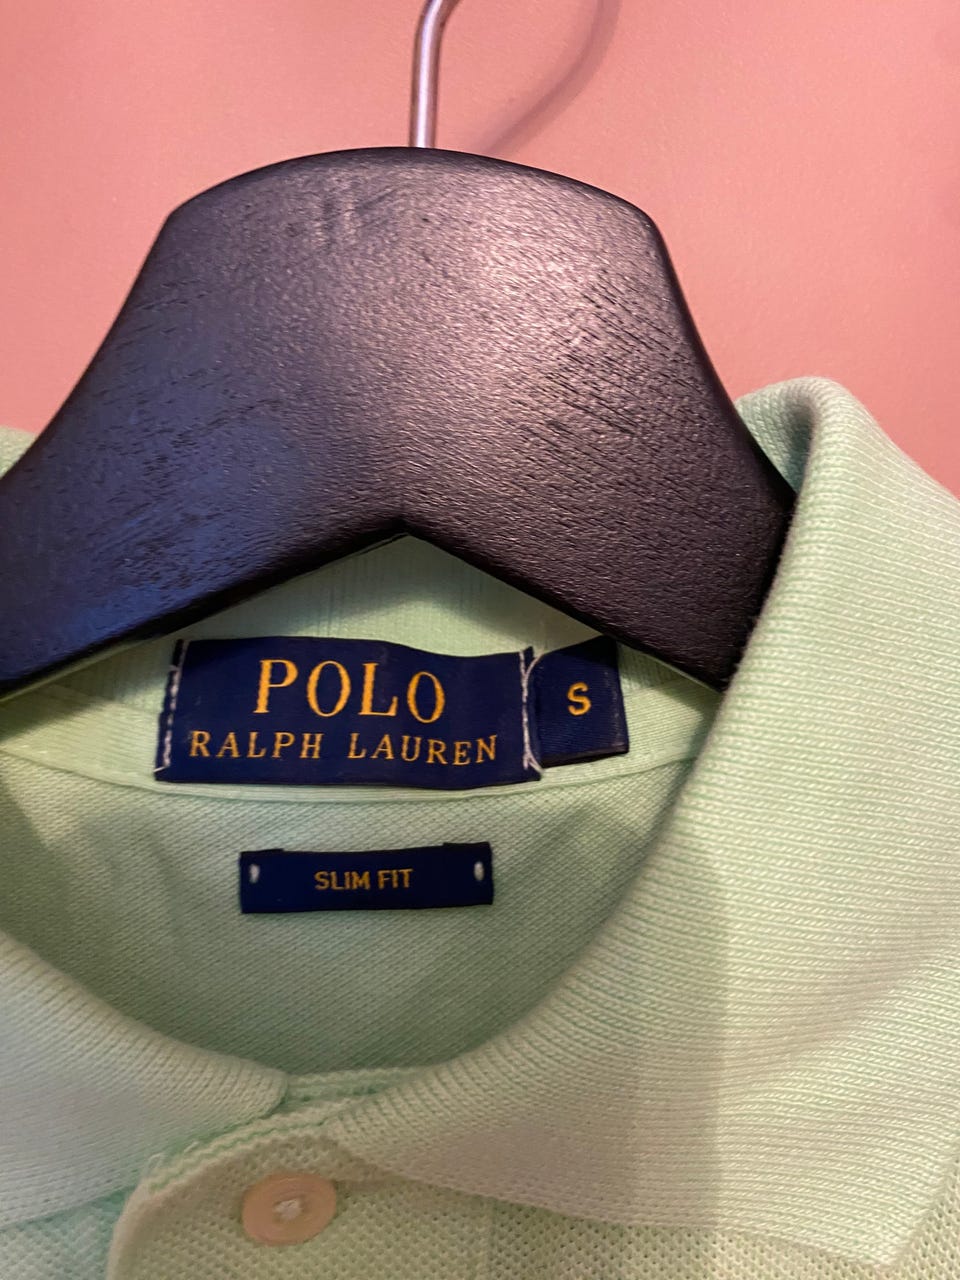 POLO
RALPH LAUREN
S
SLIM FIT